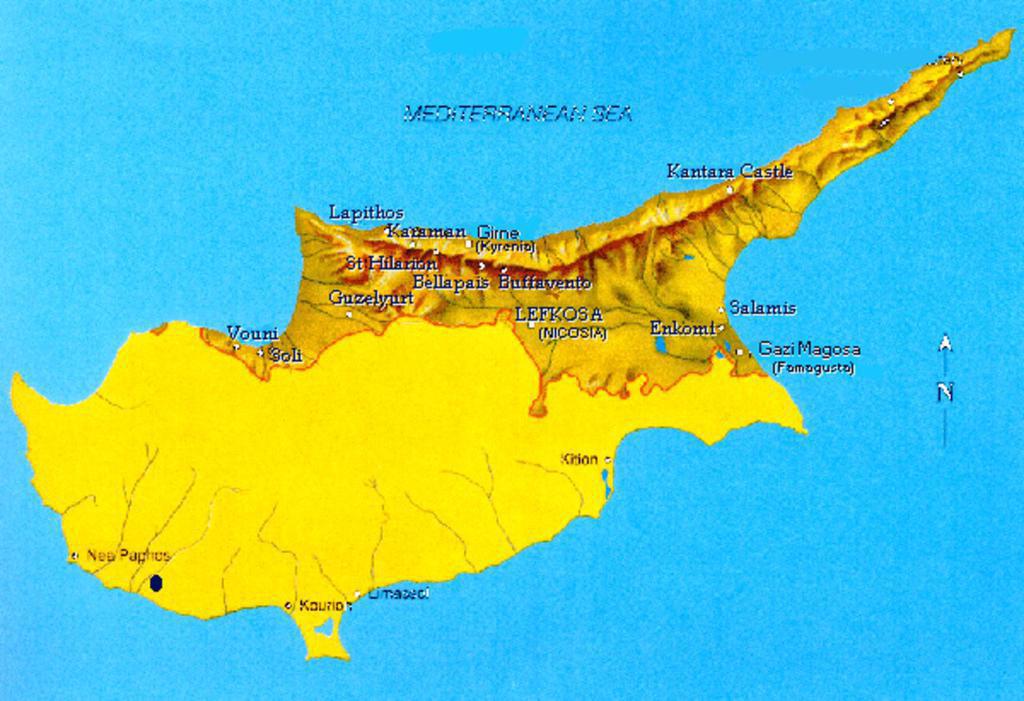 MEDITERRANEAN SEA
Kantara Castle
Lapithos
Karaman
Girne
(Kyrenia)
St Hilarion
Bellapais
Buffavento
Guzelyurt
Salamis
LEFKOSA
(NICOSIA)
Enkomi
Vouni
Soli
Gazi Magosa
(Famagusta)
N
Kition
Nea Paphos
Kourion
Limassol